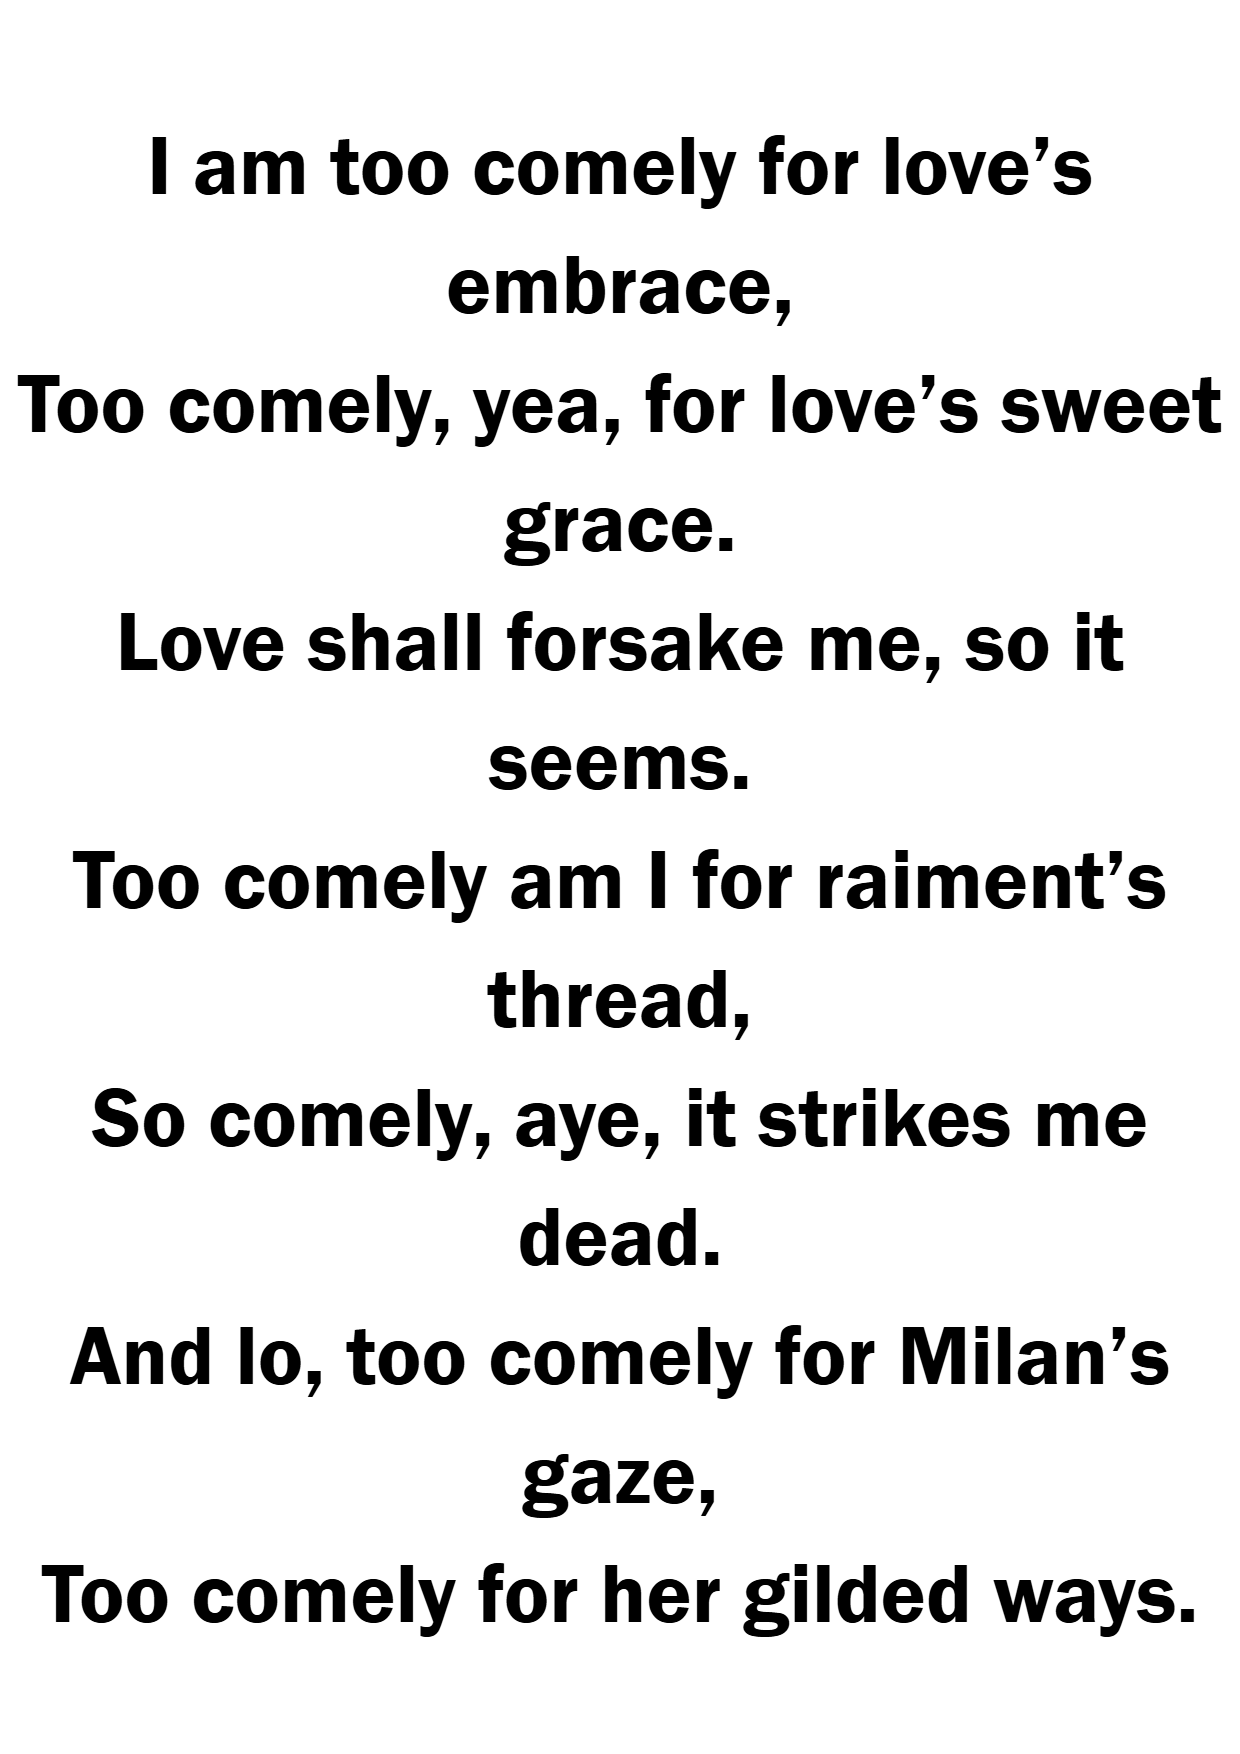 I am too comely for love’s
embrace,
Too comely, yea, for love’s sweet
grace.
Love shall forsake me, so it
seems.
Too comely am I for raiment’s
thread,
So comely, aye, it strikes me
dead.
And lo, too comely for Milan’s
gaze,
Too comely for her gilded ways.